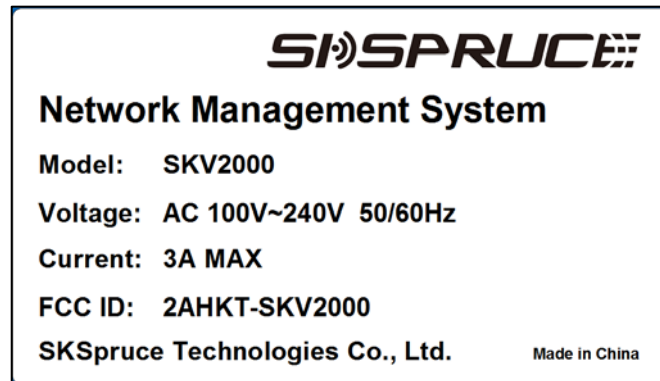 SKSPRUCE
Network Management System
Model: SKV2000
Voltage: AC 100V~240V 50/60Hz
Current: 3A MAX
FCC ID: 2AHKT-SKV2000
SKSpruce Technologies Co., Ltd. Made in China